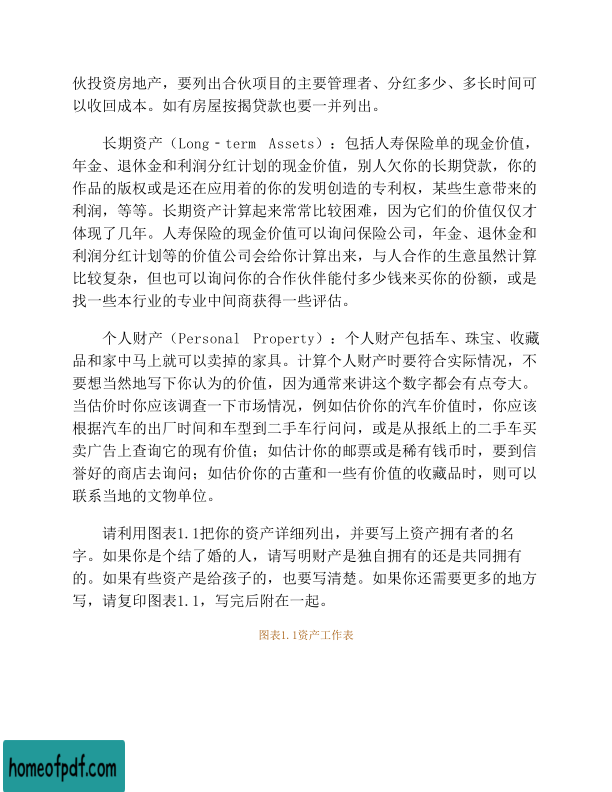 伙投资房地产，要列出合伙项目的主要管理者、分红多少、多长时间可
以收回成本。如有房屋按揭贷款也要一并列出。
长期资产（Long‐term Assets）：包括人寿保险单的现金价值，
年金、退休金和利润分红计划的现金价值，别人欠你的长期贷款，你的
作品的版权或是还在应用着的你的发明创造的专利权，某些生意带来的
利润，等等。长期资产计算起来常常比较困难，因为它们的价值仅仅才
体现了几年。人寿保险的现金价值可以询问保险公司，年金、退休金和
利润分红计划等的价值公司会给你计算出来，与人合作的生意虽然计算
比较复杂，但也可以询问你的合作伙伴能付多少钱来买你的份额，或是
找一些本行业的专业中间商获得一些评估。
个人财产（Personal Property）：个人财产包括车、珠宝、收藏
品和家中马上就可以卖掉的家具。计算个人财产时要符合实际情况，不
要想当然地写下你认为的价值，因为通常来讲这个数字都会有点夸大。
当估价时你应该调查一下市场情况，例如估价你的汽车价值时，你应该
根据汽车的出厂时间和车型到二手车行问问，或是从报纸上的二手车买
卖广告上查询它的现有价值；如估计你的邮票或是稀有钱币时，要到信
誉好的商店去询问；如估价你的古董和一些有价值的收藏品时，则可以
联系当地的文物单位。
请利用图表1.1把你的资产详细列出，并要写上资产拥有者的名
字。如果你是个结了婚的人，请写明财产是独自拥有的还是共同拥有
的。如果有些资产是给孩子的，也要写清楚。如果你还需要更多的地方
写，请复印图表1.1，写完后附在一起。
图表1.1资产工作表
homeofpdf.com